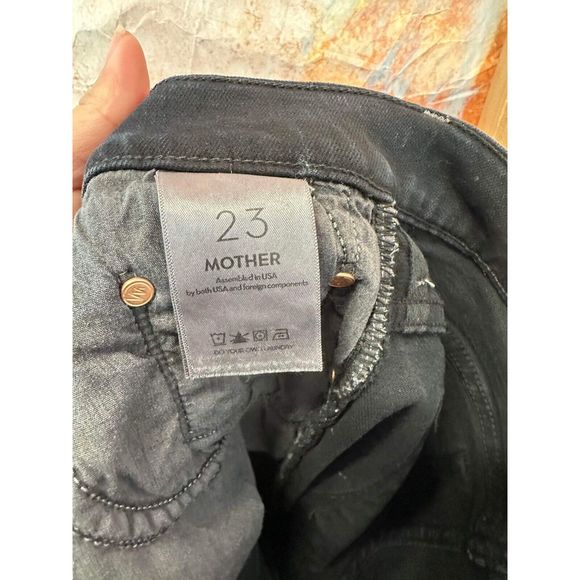 23
MOTHER
Assembled in USA
by both USA and foreign components
DO YOUR OWN LAUNDRY